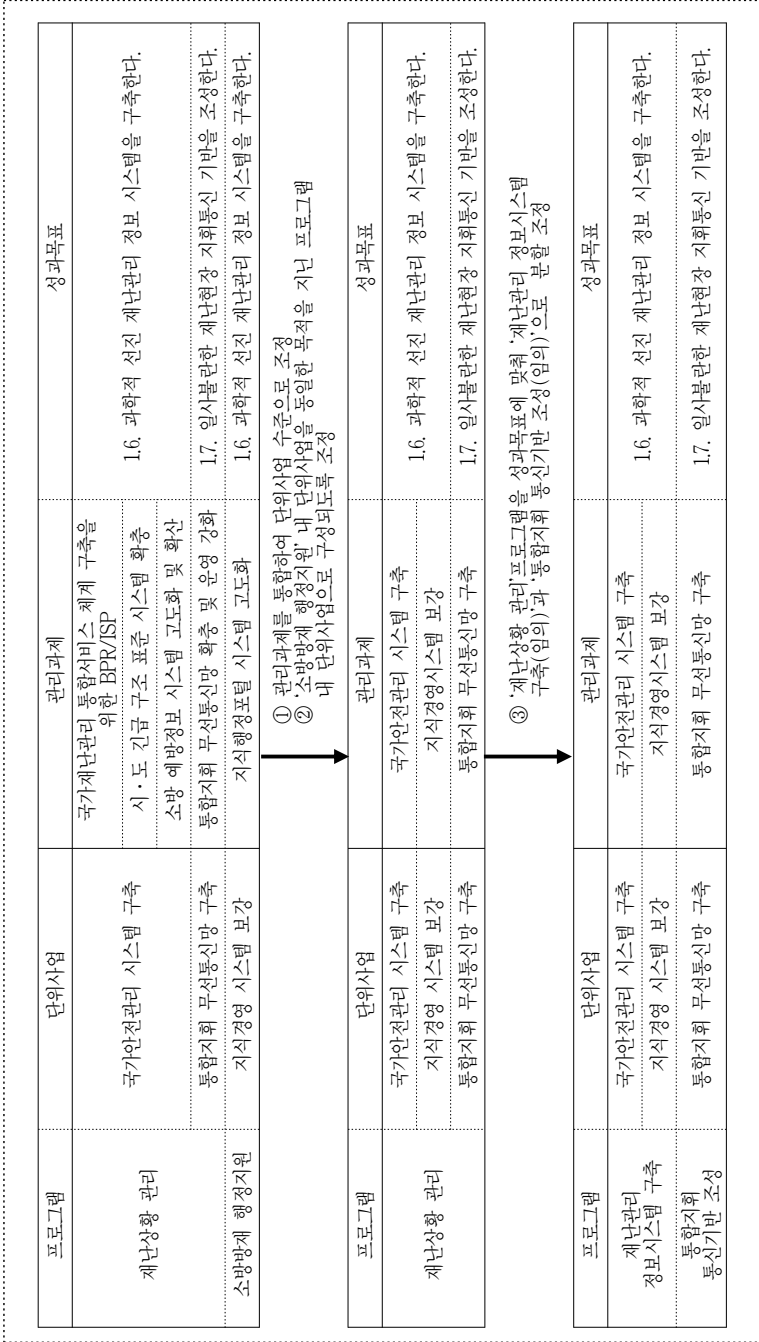 프로그램 단위사업 관리과제 성과목표
재난상황 관리 국가안전관리 시스템 구축 국가재난관리 통합서비스 체계 구축을
위한 BPR/ISP 1.6. 과학적 선진 재난관리 정보 시스템을 구축한다.
시·도 긴급 구조 표준 시스템 확충
소방 예방정보 시스템 고도화 및 확산
통합지휘 무선통신망 구축 통합지휘 무선통신망 확충 및 운영 강화 1.7. 일사불란한 재난현장 지휘통신 기반을 조성한다.
소방방재 행정지원 지식경영 시스템 보강 지식행정포털 시스템 고도화 1.6. 과학적 선진 재난관리 정보 시스템을 구축한다.
① 관리과제를 통합하여 단위사업 수준으로 조정
② '소방방재 행정지원' 내 단위사업을 동일한 목적을 지닌 프로그램
내 단위사업으로 구성되도록 조정
프로그램 단위사업 관리과제 성과목표
재난상황 관리 국가안전관리 시스템 구축 국가안전관리 시스템 구축 1.6. 과학적 선진 재난관리 정보 시스템을 구축한다.
지식경영 시스템 보강 지식경영시스템 보강
통합지휘 무선통신망 구축 통합지휘 무선통신망 구축 1.7. 일사불란한 재난현장 지휘통신 기반을 조성한다.
③ '재난상황 관리'프로그램을 성과목표에 맞춰 '재난관리 정보시스템
구축(임의)'과 '통합지휘 통신기반 조성(임의)'으로 분할 조정
프로그램 단위사업 관리과제 성과목표
재난관리
정보시스템 구축 국가안전관리 시스템 구축 국가안전관리 시스템 구축 1.6. 과학적 선진 재난관리 정보 시스템을 구축한다.
지식경영 시스템 보강 지식경영시스템 보강
통합지휘
통신기반 조성 통합지휘 무선통신망 구축 통합지휘 무선통신망 구축 1.7. 일사불란한 재난현장 지휘통신 기반을 조성한다.